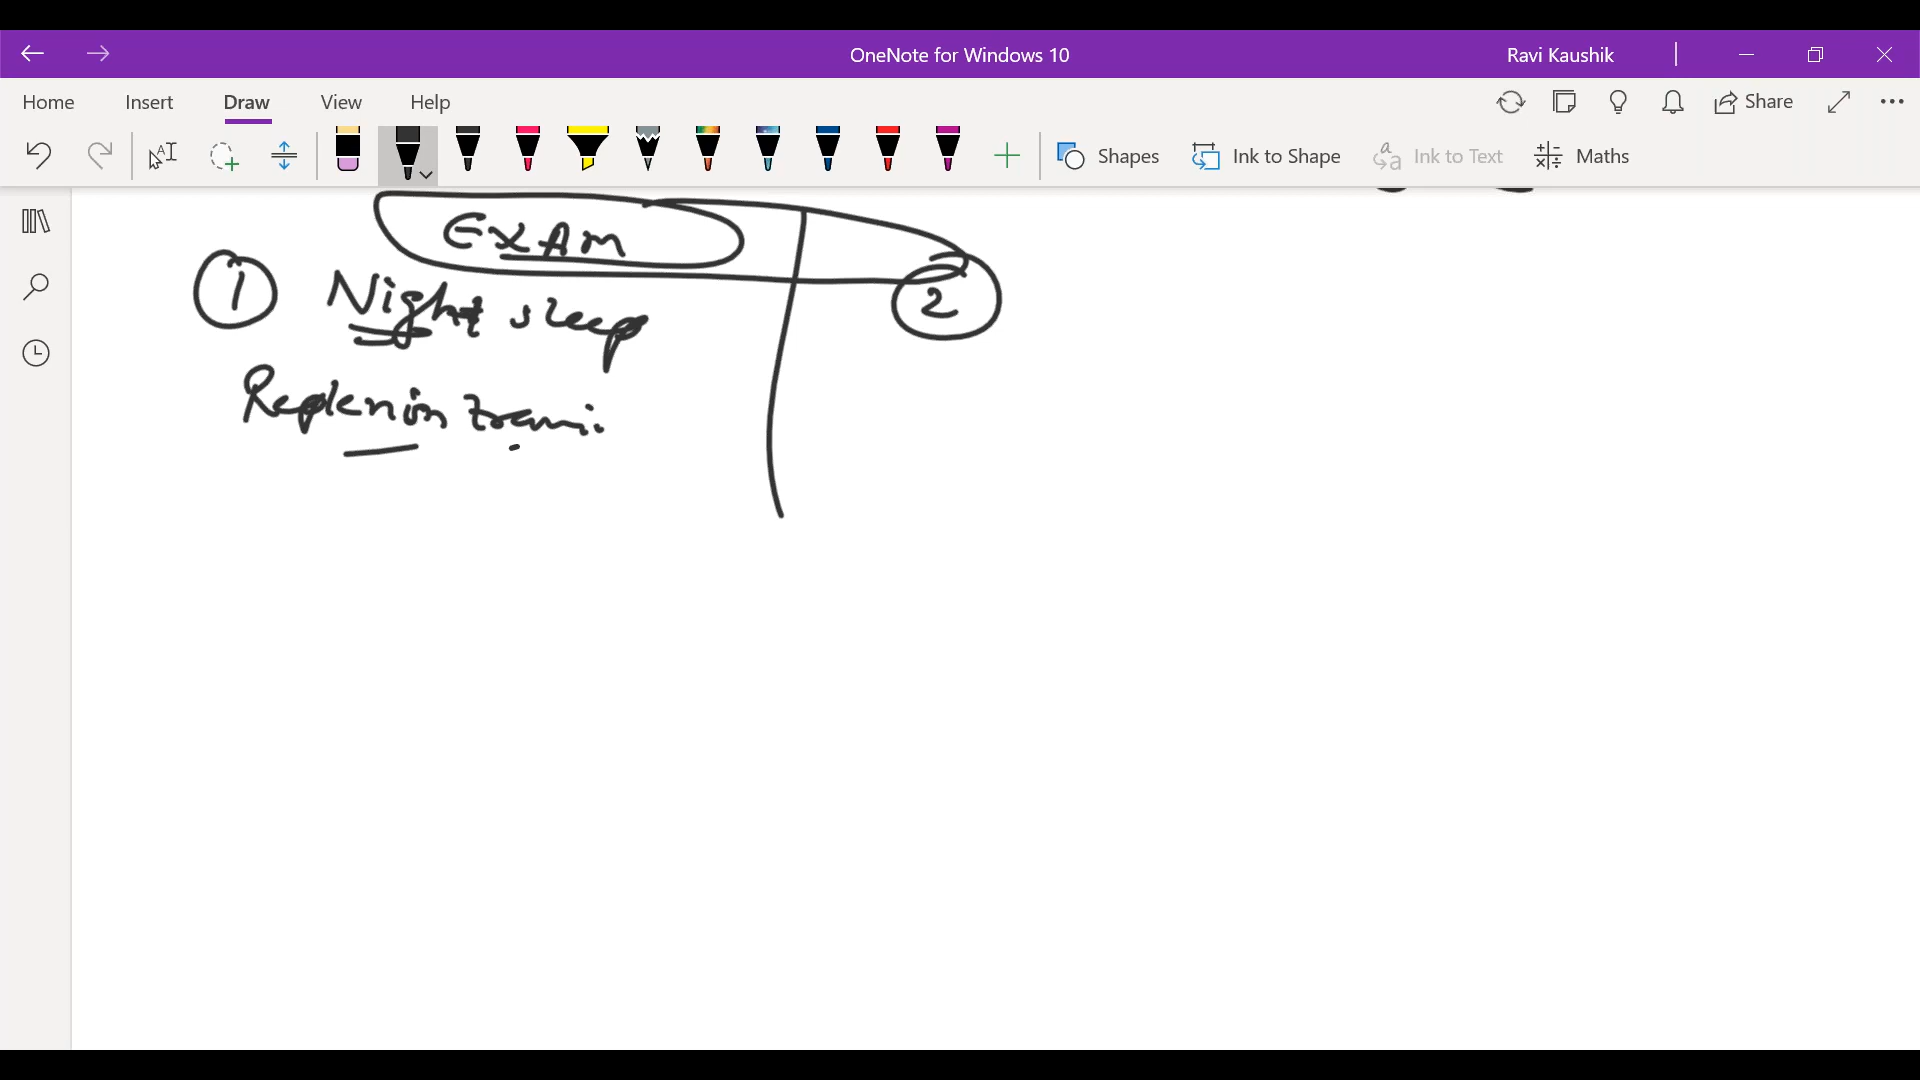 OneNote for Windows 10
Ravi Kaushik
Home Insert Draw View Help
Share
Shapes Ink to Shape Ink to Text Maths
EXAM
1 Night sleep
2